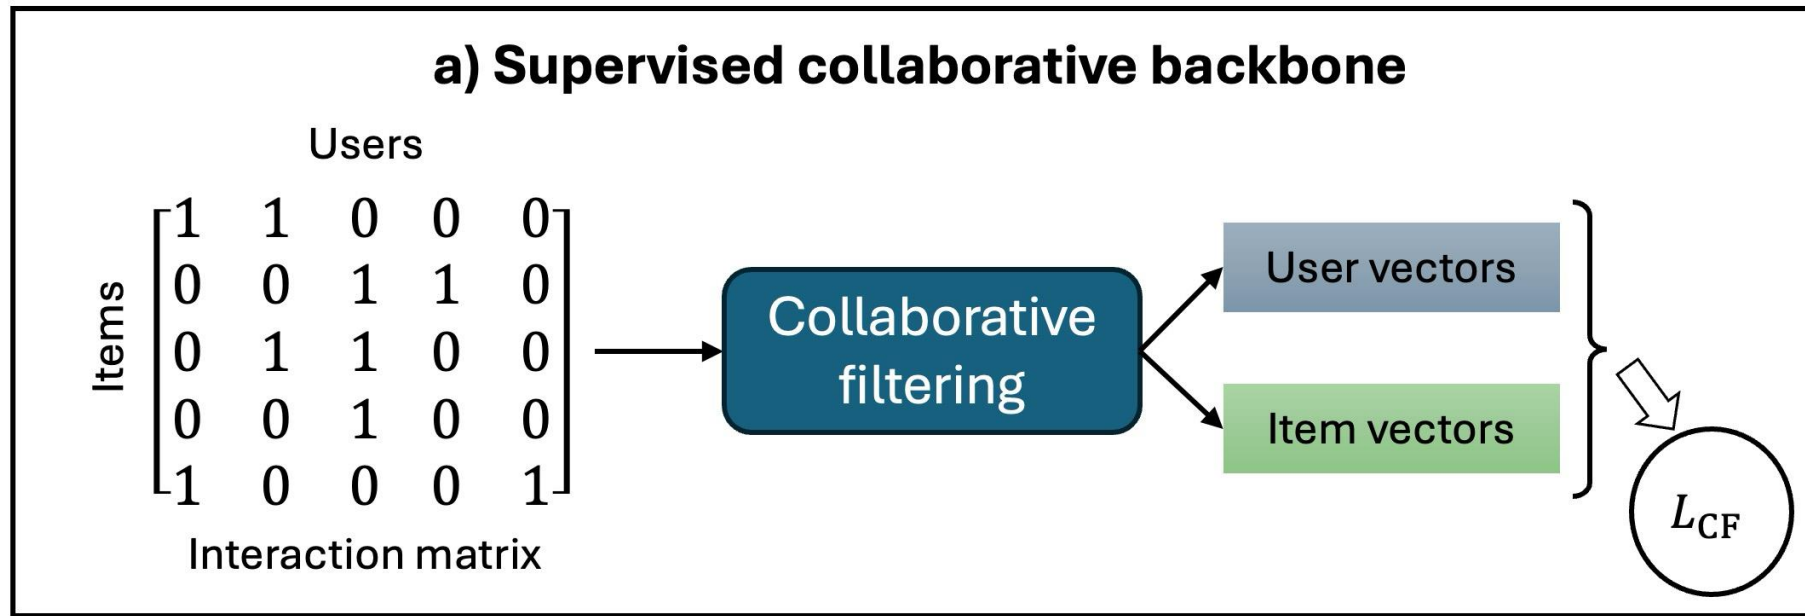 a) Supervised collaborative backbone
Users
Items
1 1 0 0 0
0 0 1 1 0
0 1 1 0 0
0 0 1 0 0
1 0 0 0 1
Interaction matrix
Collaborative
filtering
User vectors
Item vectors
L_CF